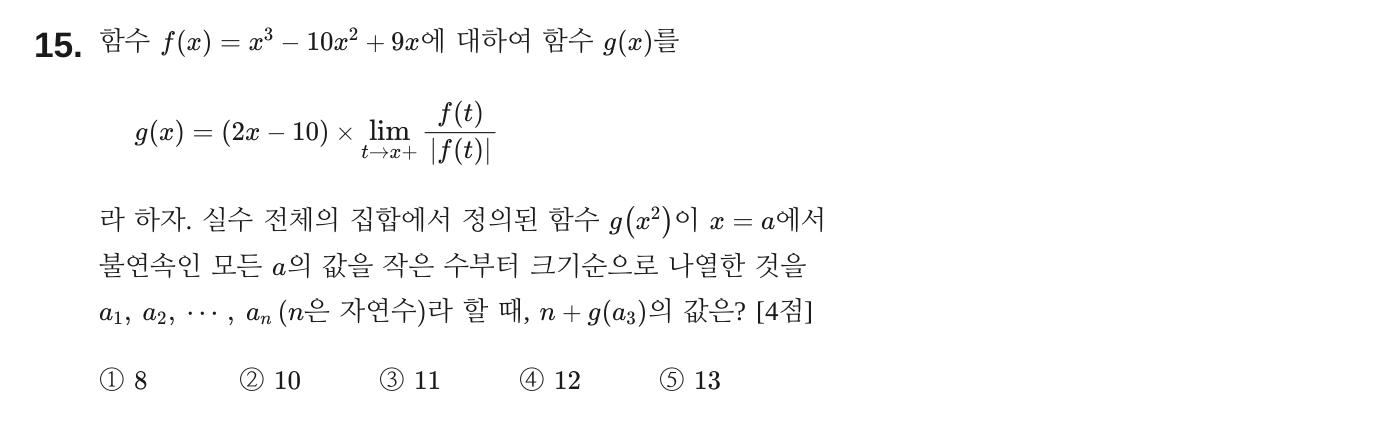 15. 함수 f(x) = x³ − 10x² + 9x에 대하여 함수 g(x)를
g(x) = (2x − 10) × lim_{t→x+} f(t)/|f(t)|
라 하자. 실수 전체의 집합에서 정의된 함수 g(x²)이 x = a에서
불연속인 모든 a의 값을 작은 수부터 크기순으로 나열한 것을
a₁, a₂, ⋯ , aₙ (n은 자연수)라 할 때, n + g(a₃)의 값은? [4점]
① 8 ② 10 ③ 11 ④ 12 ⑤ 13